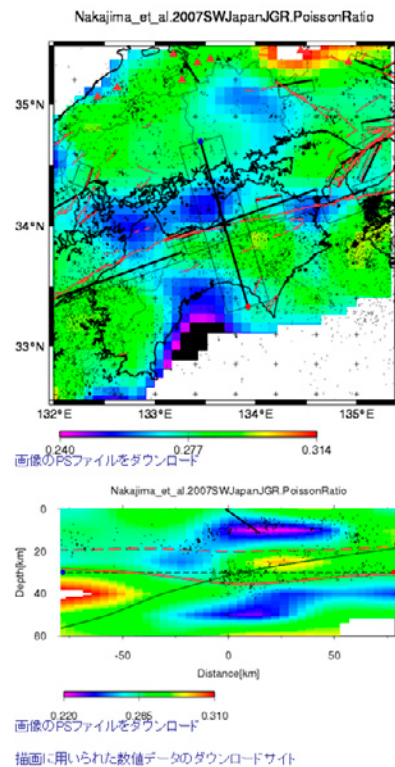 Nakajima_et_al.2007SWJapanJGR.PoissonRatio
35°N
34°N
33°N
132°E 133°E 134°E 135°E
0.240 0.277 0.314
画像のPSファイルをダウンロード
Nakajima_et_al.2007SWJapanJGR.PoissonRatio
0
20
40
60
Depth[km]
-50 0 50
Distance[km]
0.220 0.265 0.310
画像のPSファイルをダウンロード
描画に用いられた数値データのダウンロードサイト